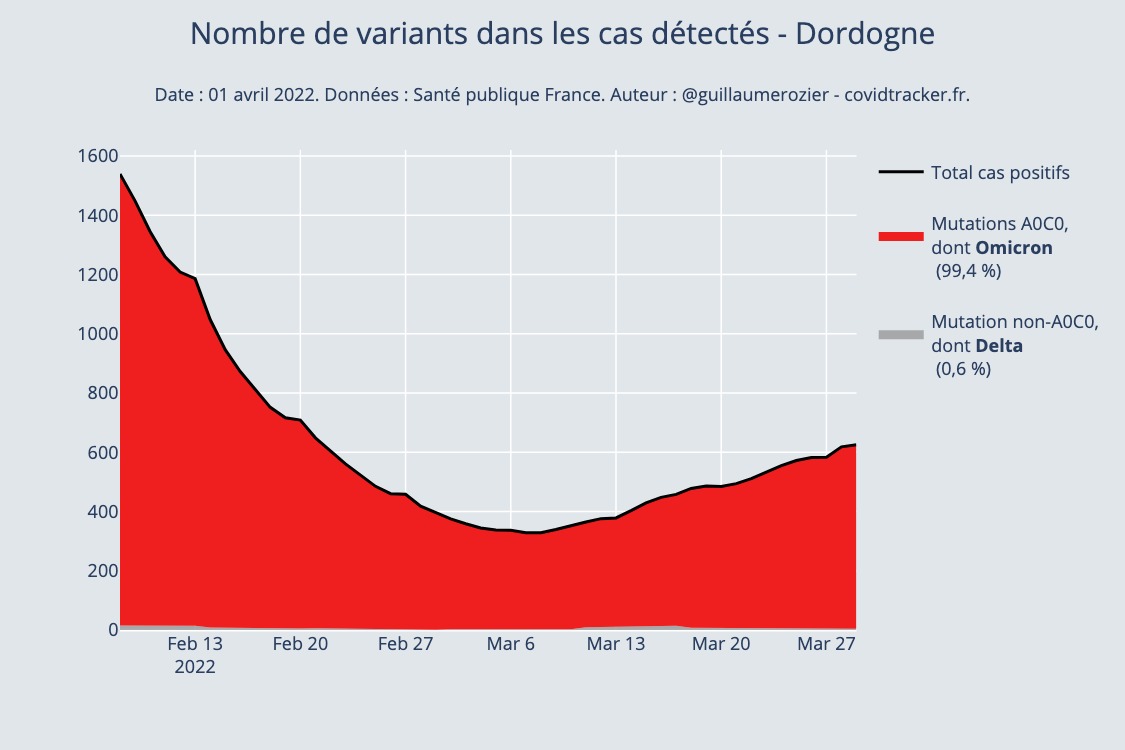 Nombre de variants dans les cas détectés - Dordogne
Date : 01 avril 2022. Données : Santé publique France. Auteur : @guillaumerozier - covidtracker.fr.
1600
1400
1200
1000
800
600
400
200
0
Feb 13
2022
Feb 20
Feb 27
Mar 6
Mar 13
Mar 20
Mar 27
Total cas positifs
Mutations A0C0,
dont Omicron
(99,4 %)
Mutation non-A0C0,
dont Delta
(0,6 %)